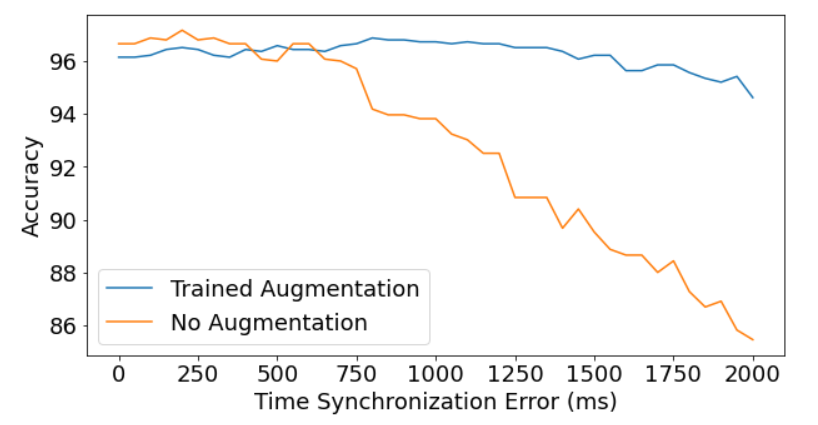 96
94
92
90
88
86
Accuracy
Trained Augmentation
No Augmentation
0 250 500 750 1000 1250 1500 1750 2000
Time Synchronization Error (ms)